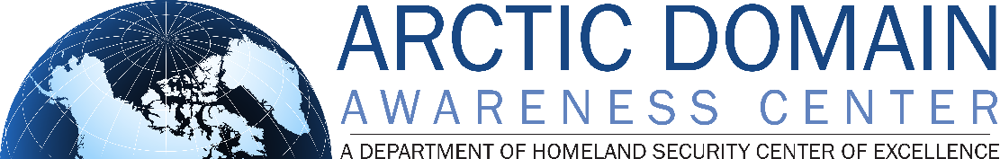 ARCTIC DOMAIN
AWARENESS CENTER
A DEPARTMENT OF HOMELAND SECURITY CENTER OF EXCELLENCE